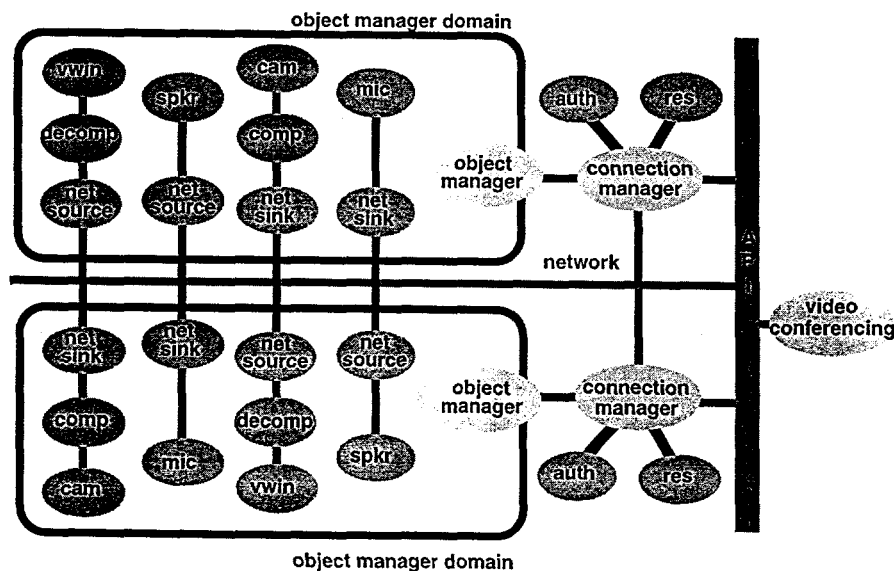 object manager domain
vwin
spkr
cam
mic
decomp
comp
net
source
net
source
net
sink
net
sink
object
manager
auth
res
connection
manager
network
API
video
conferencing
net
sink
net
sink
net
source
net
source
comp
mic
decomp
spkr
cam
vwin
object
manager
connection
manager
auth
res
object manager domain